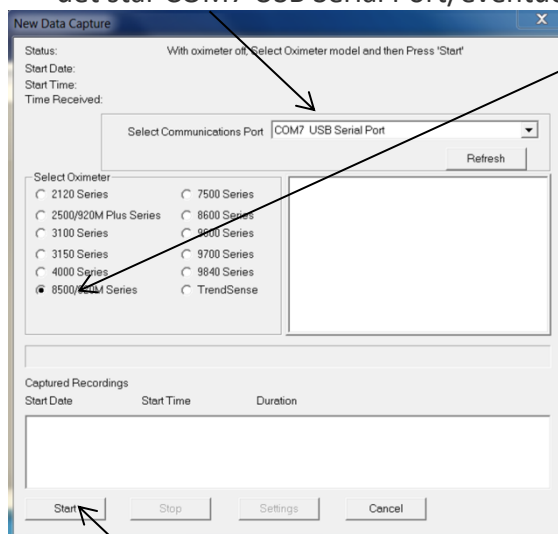 det står COM7 USB Serial Port, eventuo
New Data Capture
Status: With oximeter off, Select Oximeter model and then Press 'Start'
Start Date:
Start Time:
Time Received:
Select Communications Port COM7 USB Serial Port
Refresh
Select Oximeter
2120 Series 7500 Series
2500/920M Plus Series 8600 Series
3100 Series Series
3150 Series 9700 Series
4000 Series 9840 Series
8500/920M Series TrendSense
Captured Recordings
Start Date Start Time Duration
Start Stop Settings Cancel